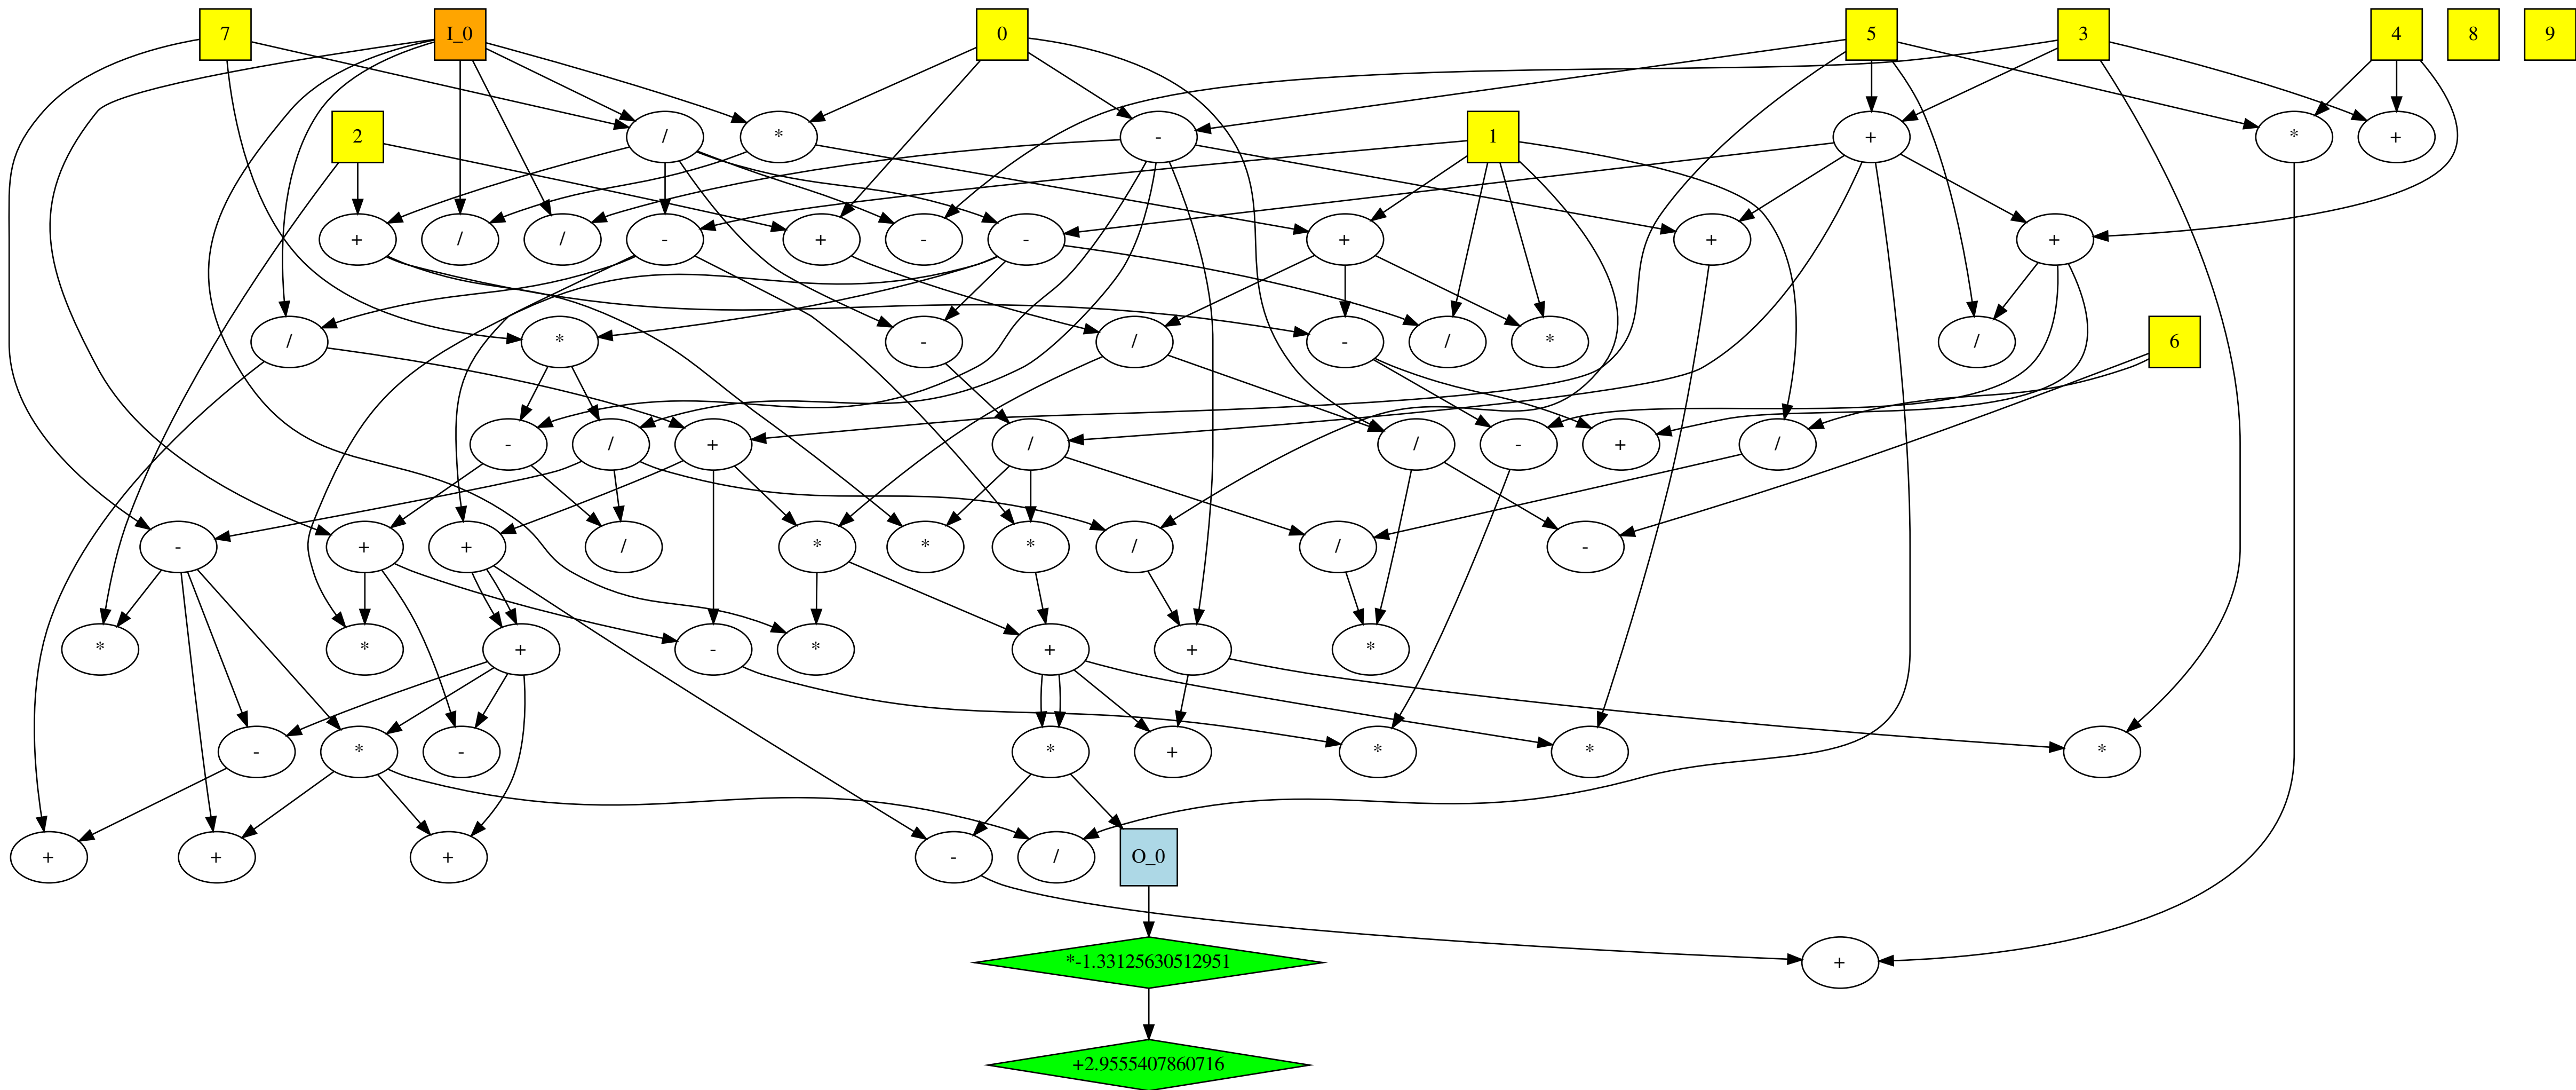 7 I_0 0 5 3 4 8 9
2 / * - 1 + * +
+ / / - + - - + + +
/ * - / - / * / 6
- / + / / - + /
- + + / * * * / / -
* * + - * + + *
- * - * + * * *
+ + + - / O_0
*-1.33125630512951 +
+2.9555407860716